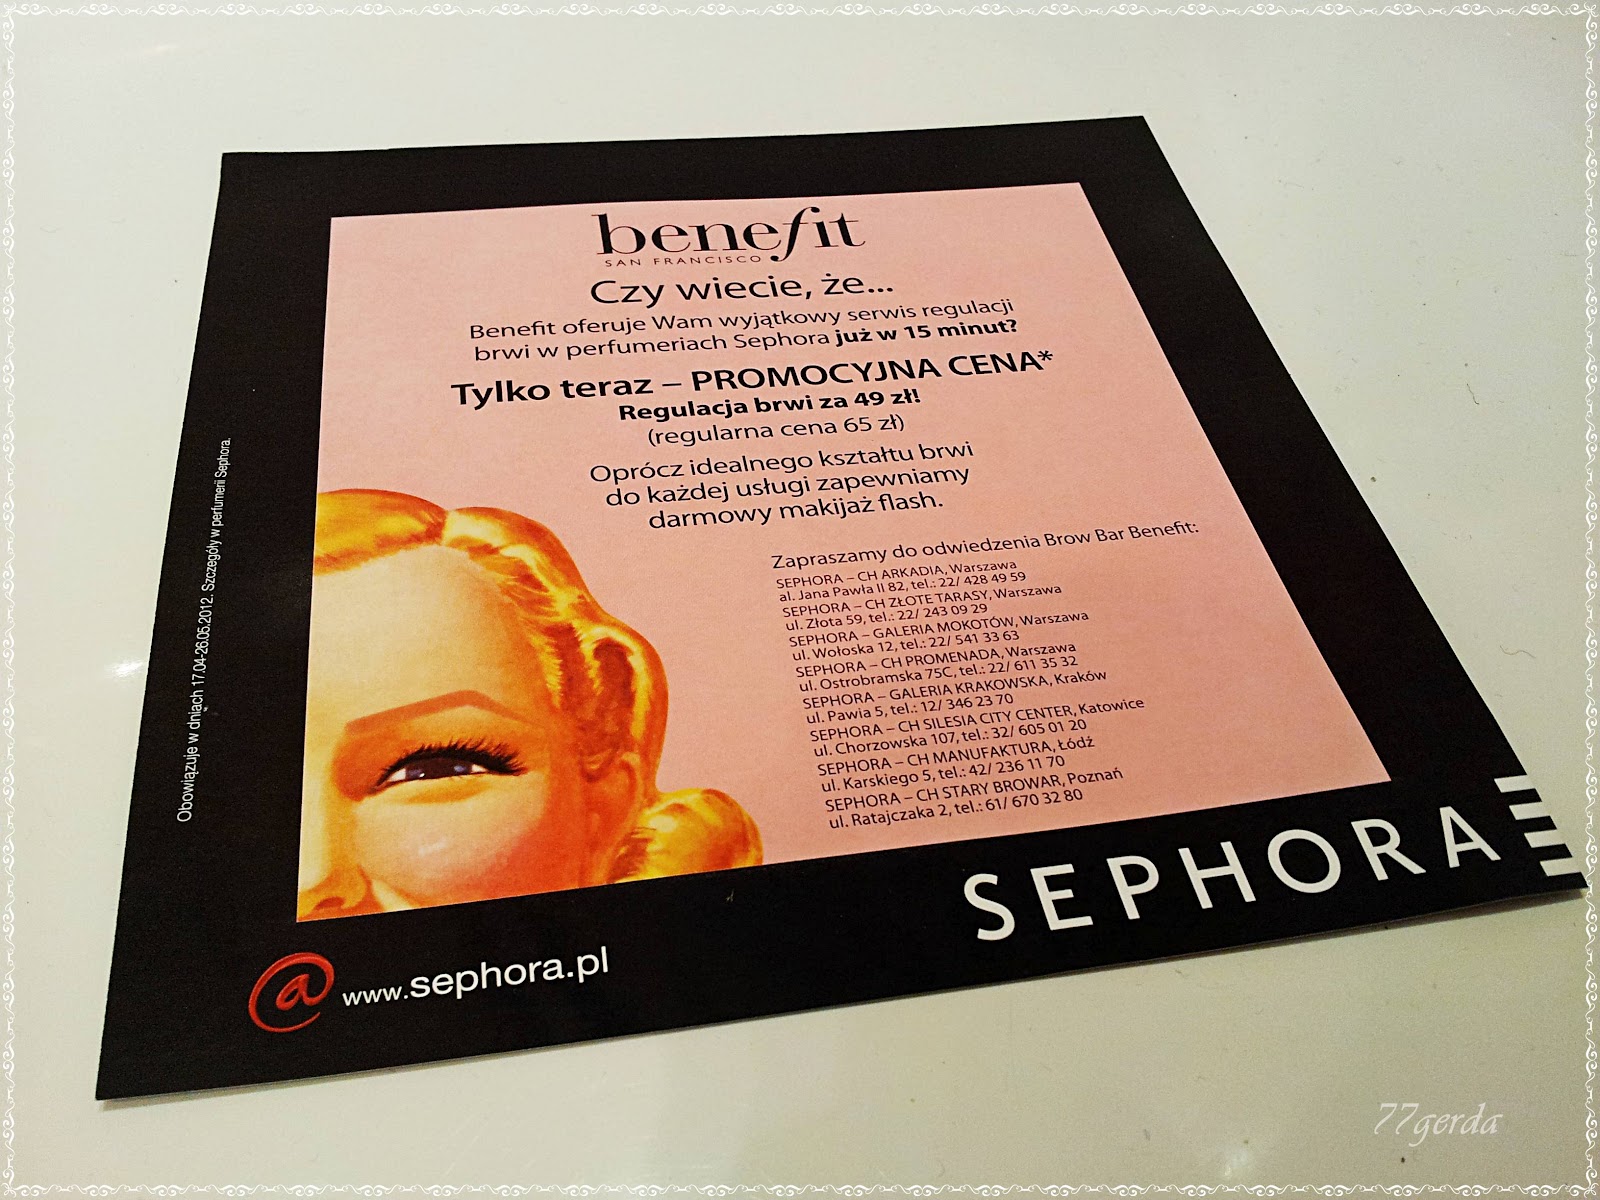 benefit
SAN FRANCISCO
Czy wiecie, że...
Benefit oferuje Wam wyjątkowy serwis regulacji
brwi w perfumeriach Sephora już w 15 minut?
Tylko teraz – PROMOCYJNA CENA*
Regulacja brwi za 49 zł!
(regularna cena 65 zł)
Oprócz idealnego kształtu brwi
do każdej usługi zapewniamy
darmowy makijaż flash.
Zapraszamy do odwiedzenia Brow Bar Benefit:
SEPHORA – CH ARKADIA, Warszawa
al. Jana Pawła II 82, tel.: 22/ 428 49 59
SEPHORA – CH ZŁOTE TARASY, Warszawa
ul. Złota 59, tel.: 22/ 243 09 29
SEPHORA – GALERIA MOKOTÓW, Warszawa
ul. Wołoska 12, tel.: 22/ 541 33 63
SEPHORA – CH PROMENADA, Warszawa
ul. Ostrobramska 75C, tel.: 22/ 611 35 32
SEPHORA – GALERIA KRAKOWSKA, Kraków
ul. Pawia 5, tel.: 12/ 346 23 70
SEPHORA – CH SILESIA CITY CENTER, Katowice
ul. Chorzowska 107, tel.: 32/ 605 01 20
SEPHORA – CH MANUFAKTURA, Łódź
ul. Karskiego 5, tel.: 42/ 236 11 70
SEPHORA – CH STARY BROWAR, Poznań
ul. Ratajczaka 2, tel.: 61/ 670 32 80
Obowiązuje w dniach 17.04-26.05.2012. Szczegóły w perfumerii Sephora.
SEPHORA
@ www.sephora.pl
77gerda